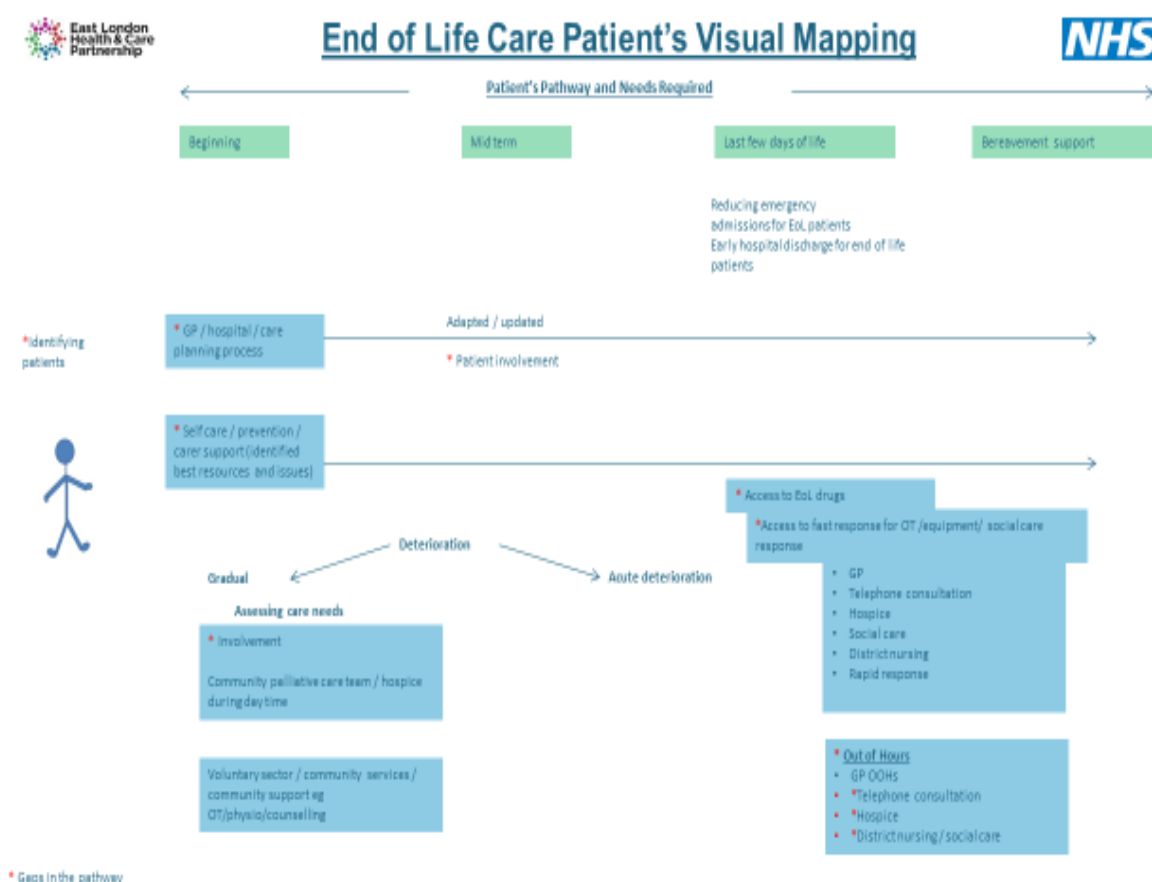 East London
Health & Care
Partnership
End of Life Care Patient's Visual Mapping
NHS
Patient's Pathway and Needs Required
Beginning
Mid term
Last few days of life
Bereavement support
Reducing emergency
admissions for EoL patients
Early hospital discharge for end of life
patients
*Identifying
patients
* GP / hospital / care
planning process
Adapted / updated
* Patient involvement
* Self care / prevention /
carer support (identified
best resources and issues)
* Access to EoL drugs
*Access to fast response for OT /equipment/ social care
response
• GP
• Telephone consultation
• Hospice
• Social care
• District nursing
• Rapid response
Deterioration
Gradual
Acute deterioration
Assessing care needs
* Involvement
Community palliative care team / hospice
during day time
Voluntary sector / community services /
community support eg
OT/physio/counselling
* Out of Hours
• GP OOHs
• *Telephone consultation
• *Hospice
• *District nursing / social care
* Gaps in the pathway